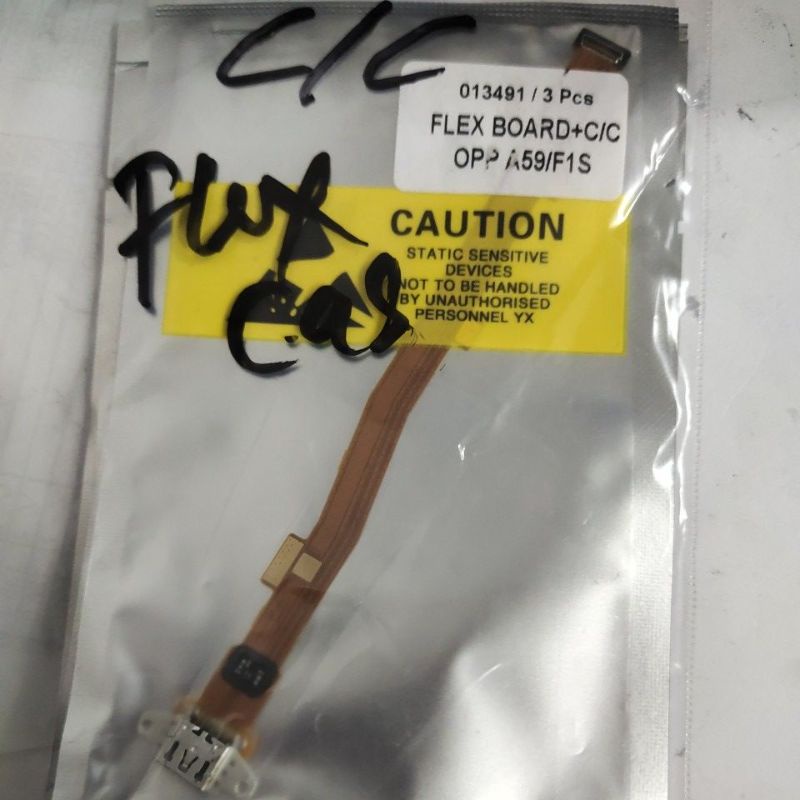 C/C
013491 / 3 Pcs
FLEX BOARD+C/C
OPP A59/F1S
Flux
Cas
CAUTION
STATIC SENSITIVE
DEVICES
NOT TO BE HANDLED
BY UNAUTHORISED
PERSONNEL YX